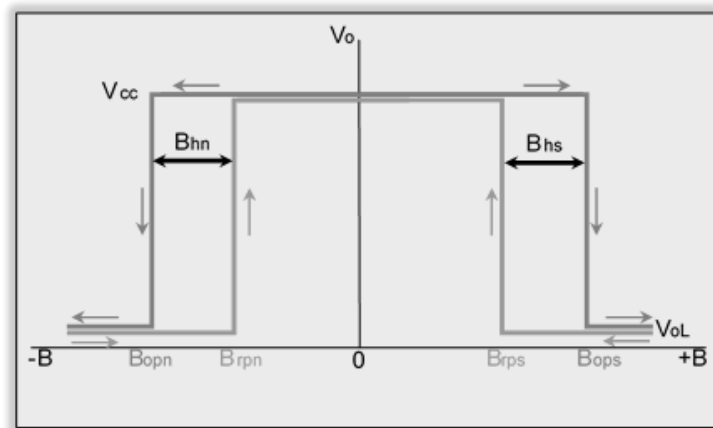 Vo
Vcc
Bhn
Bhs
VoL
-B Bopn Brpn 0 Brps Bops +B